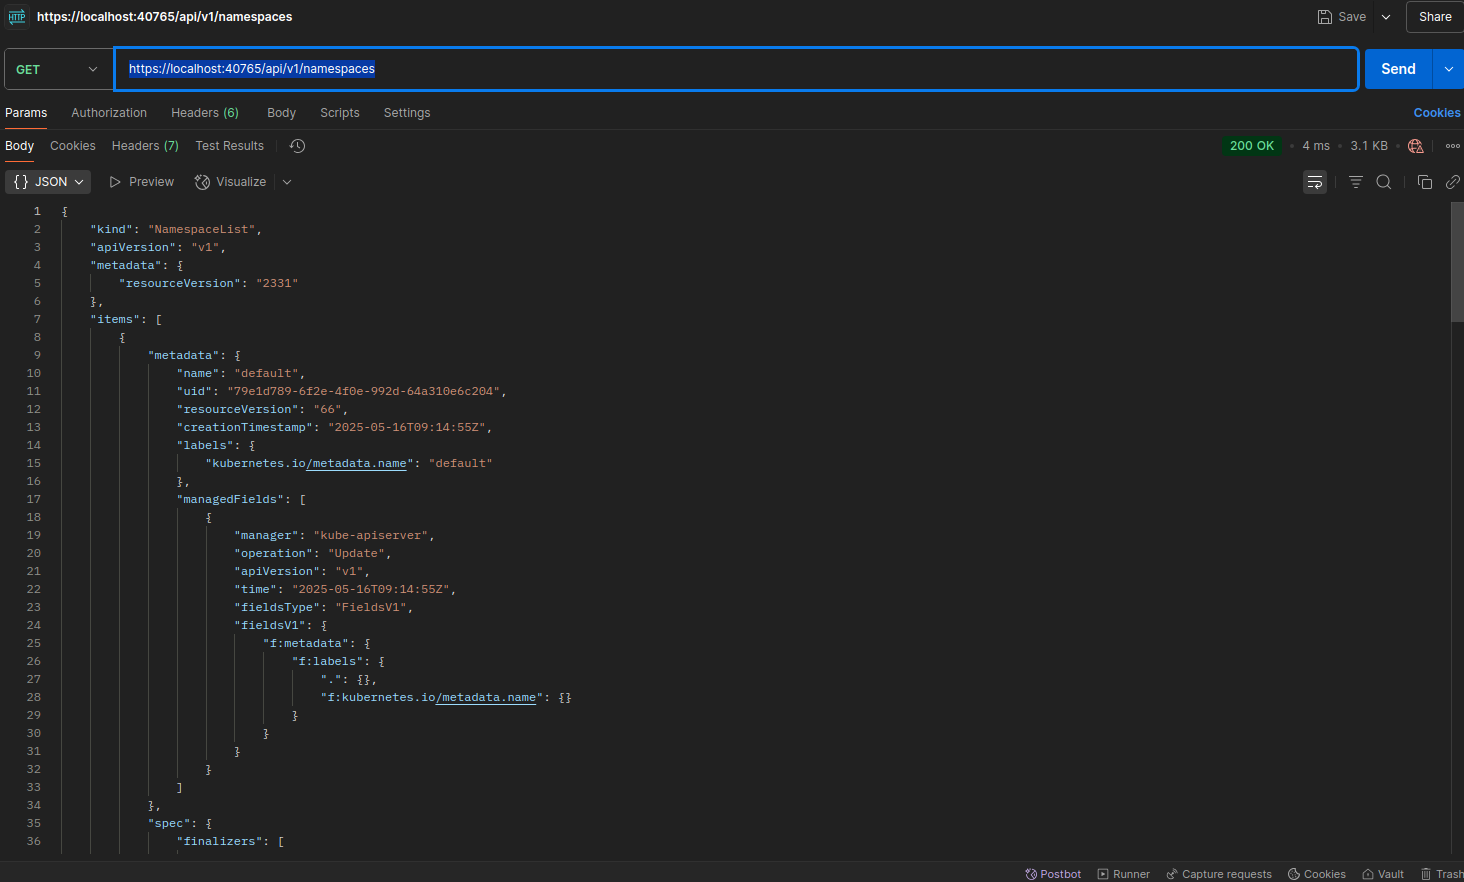 HTTP https://localhost:40765/api/v1/namespaces Save Share
GET https://localhost:40765/api/v1/namespaces Send
Params Authorization Headers (6) Body Scripts Settings Cookies
Body Cookies Headers (7) Test Results 200 OK • 4 ms • 3.1 KB •
{} JSON Preview Visualize
1 {
2 "kind": "NamespaceList",
3 "apiVersion": "v1",
4 "metadata": {
5 "resourceVersion": "2331"
6 },
7 "items": [
8 {
9 "metadata": {
10 "name": "default",
11 "uid": "79e1d789-6f2e-4f0e-992d-64a310e6c204",
12 "resourceVersion": "66",
13 "creationTimestamp": "2025-05-16T09:14:55Z",
14 "labels": {
15 "kubernetes.io/metadata.name": "default"
16 },
17 "managedFields": [
18 {
19 "manager": "kube-apiserver",
20 "operation": "Update",
21 "apiVersion": "v1",
22 "time": "2025-05-16T09:14:55Z",
23 "fieldsType": "FieldsV1",
24 "fieldsV1": {
25 "f:metadata": {
26 "f:labels": {
27 ".": {},
28 "f:kubernetes.io/metadata.name": {}
29 }
30 }
31 }
32 }
33 ]
34 },
35 "spec": {
36 "finalizers": [
Postbot Runner Capture requests Cookies Vault Trash